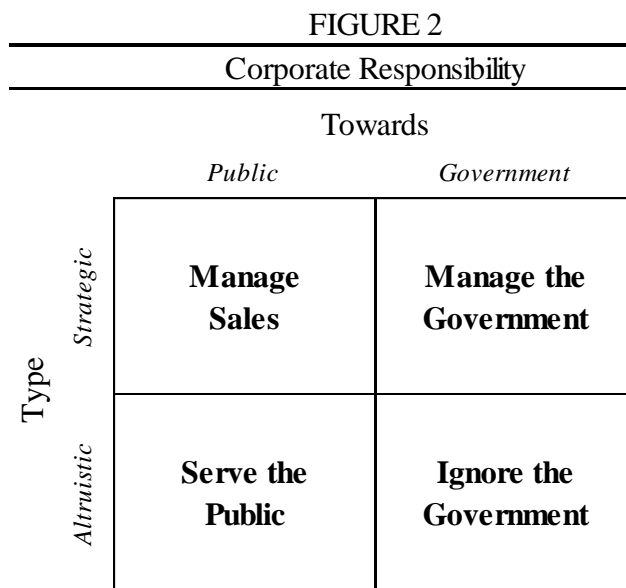 FIGURE 2
Corporate Responsibility
Towards
Public Government
Type
Strategic
Manage Sales
Manage the Government
Altruistic
Serve the Public
Ignore the Government